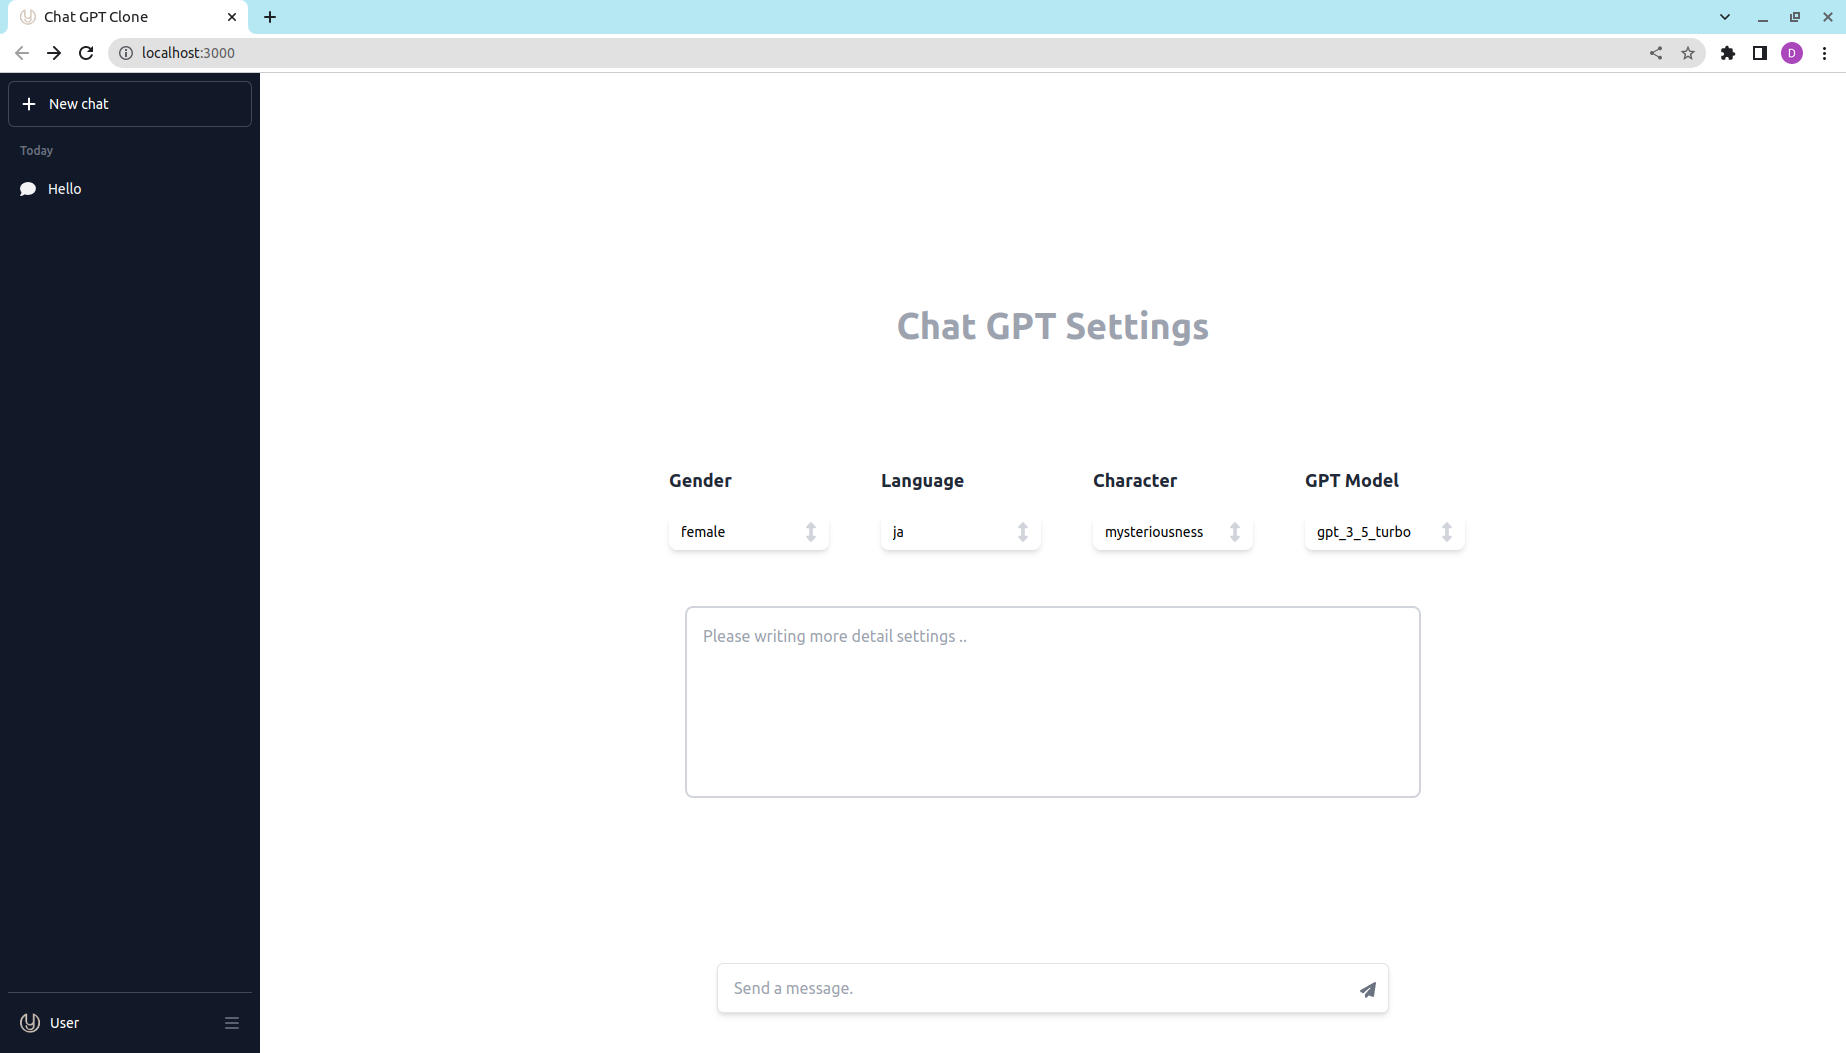 Chat GPT Clone
localhost:3000
D
New chat
Today
Hello
Chat GPT Settings
Gender Language Character GPT Model
female ja mysteriousness gpt_3_5_turbo
Please writing more detail settings ..
Send a message.
User